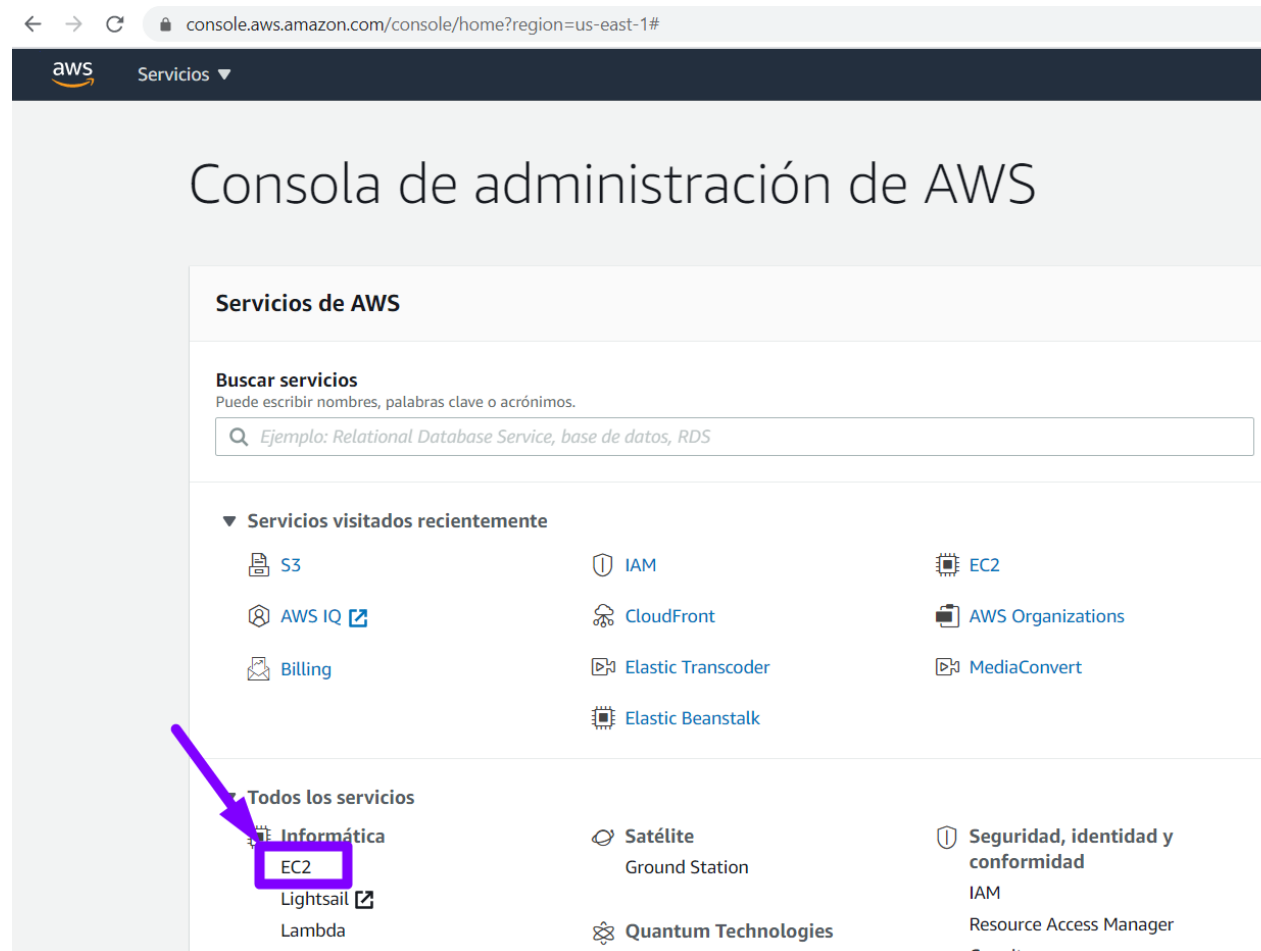 console.aws.amazon.com/console/home?region=us-east-1#
aws
Servicios
Consola de administración de AWS
Servicios de AWS
Buscar servicios
Puede escribir nombres, palabras clave o acrónimos.
Ejemplo: Relational Database Service, base de datos, RDS
Servicios visitados recientemente
S3
IAM
EC2
AWS IQ
CloudFront
AWS Organizations
Billing
Elastic Transcoder
MediaConvert
Elastic Beanstalk
Todos los servicios
Informática
EC2
Lightsail
Lambda
Satélite
Ground Station
Quantum Technologies
Seguridad, identidad y
conformidad
IAM
Resource Access Manager